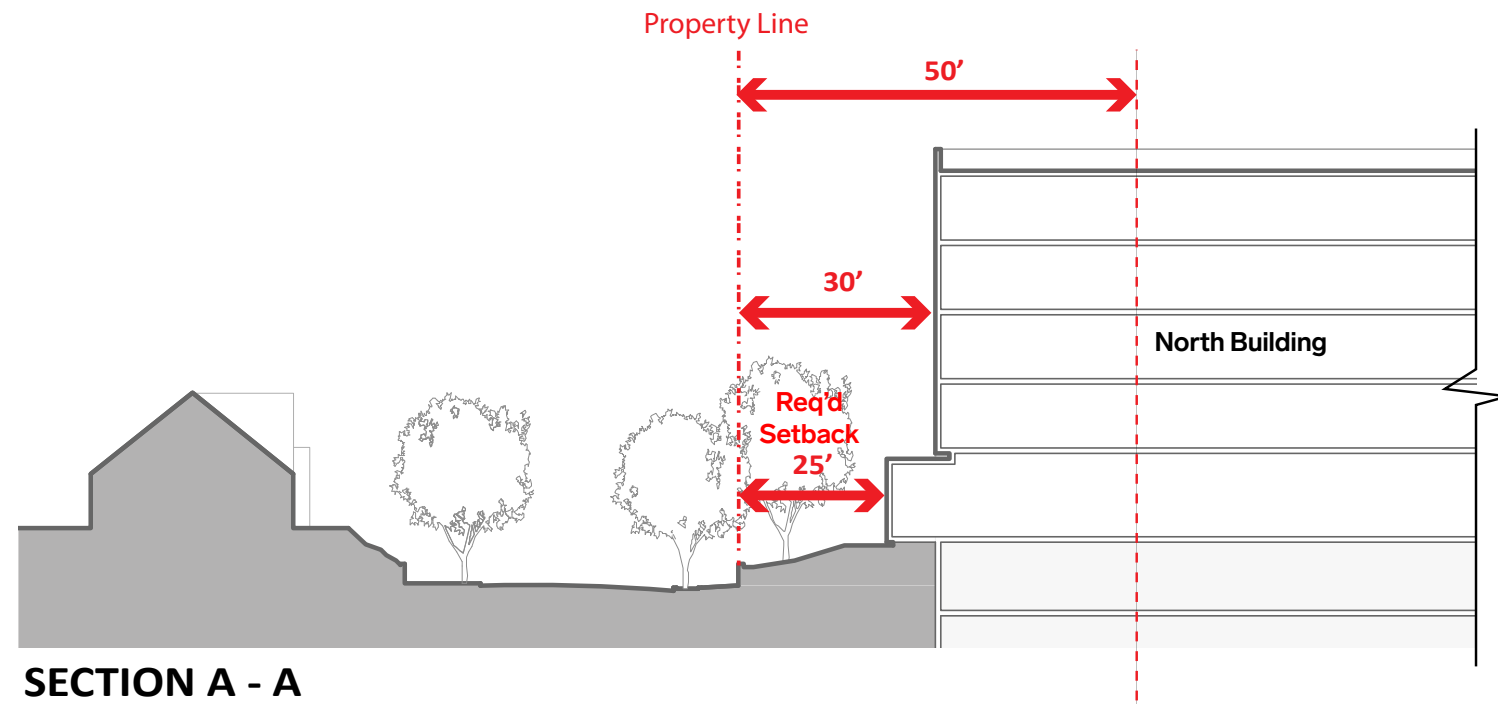 Property Line
50’
30’
North Building
Req’d
Setback
25’
SECTION A - A